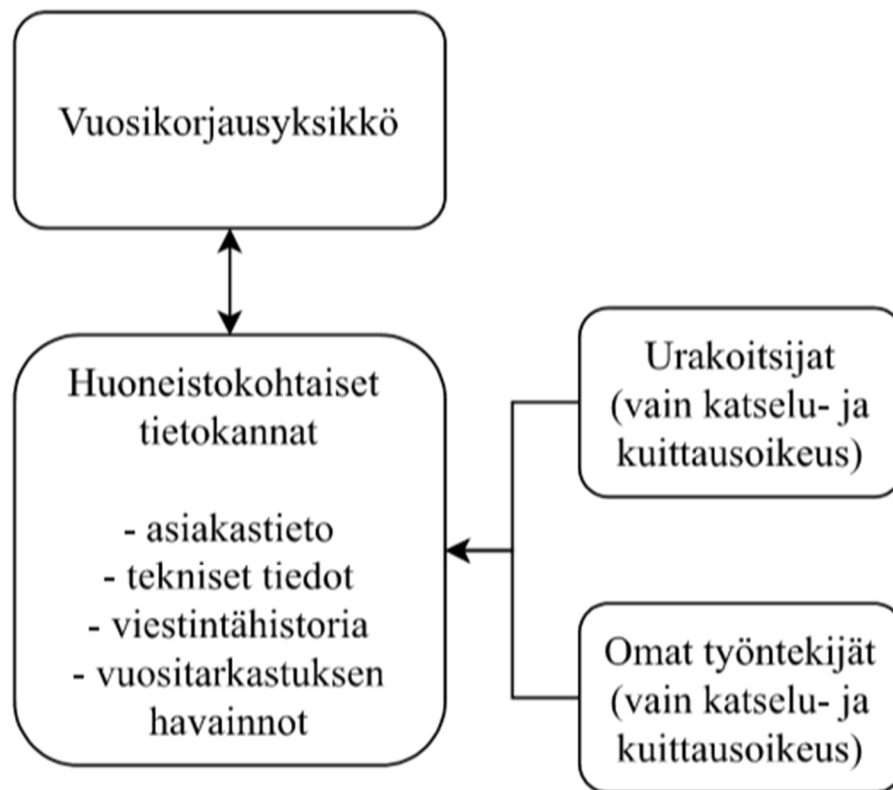 Vuosikorjausyksikkö
Huoneistokohtaiset
tietokannat
- asiakastieto
- tekniset tiedot
- viestintähistoria
- vuositarkastuksen
havainnot
Urakoitsijat
(vain katselu- ja
kuittausoikeus)
Omat työntekijät
(vain katselu- ja
kuittausoikeus)